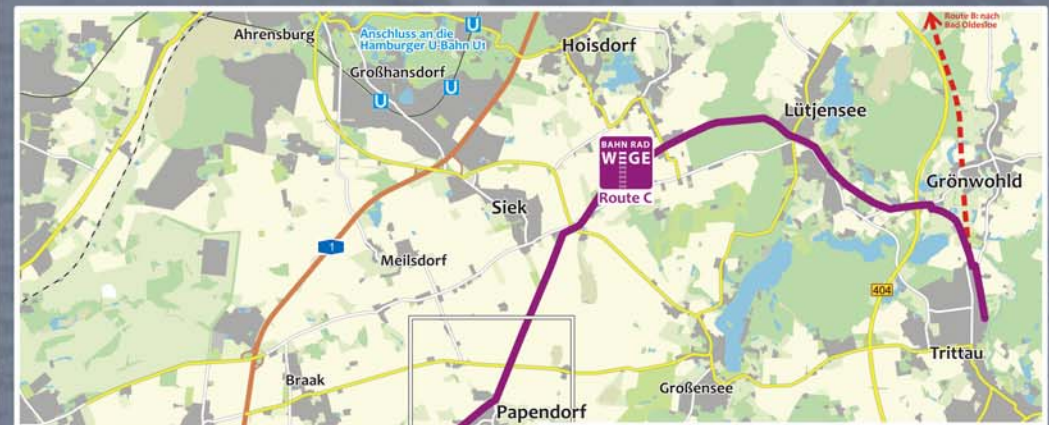 Route B: nach
Bad Oldesloe
Ahrensburg
Anschluss an die
Hamburger U-Bahn U1
Hoisdorf
Großhansdorf
U
U
U
Lütjensee
BAHN RAD
WEGE
Route C
Grönwohld
Siek
1
Meilsdorf
404
Trittau
Braak
Großensee
Papendorf